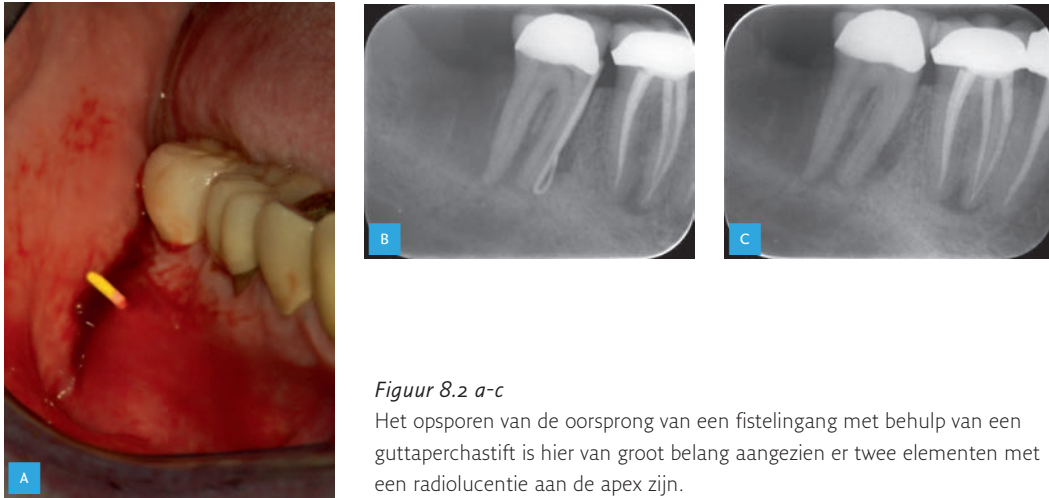 A
B
C
Figuur 8.2 a-c
Het opsporen van de oorsprong van een fistelingang met behulp van een
guttaperchastift is hier van groot belang aangezien er twee elementen met
een radiolucentie aan de apex zijn.